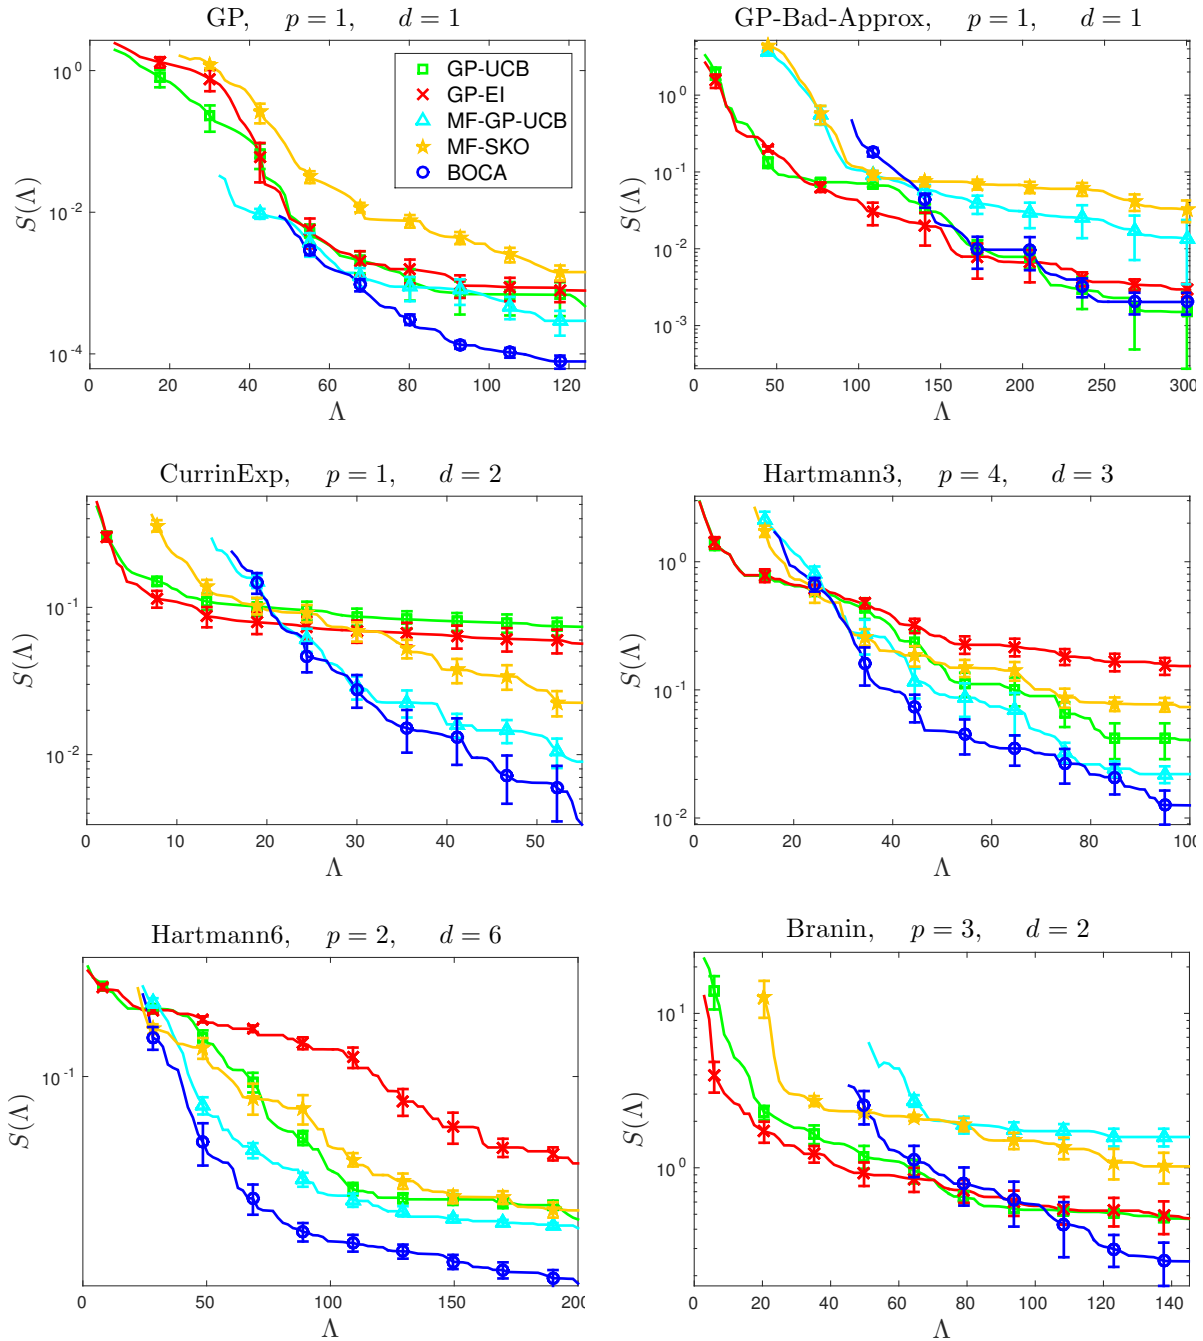 GP, p = 1, d = 1
10^0
10^-2
10^-4
S(Λ)
0 20 40 60 80 100 120
Λ
GP-UCB
GP-EI
MF-GP-UCB
MF-SKO
BOCA
GP-Bad-Approx, p = 1, d = 1
10^0
10^-1
10^-2
10^-3
S(Λ)
0 50 100 150 200 250 300
Λ
CurrinExp, p = 1, d = 2
10^-1
10^-2
S(Λ)
0 10 20 30 40 50
Λ
Hartmann3, p = 4, d = 3
10^0
10^-1
10^-2
S(Λ)
0 20 40 60 80 100
Λ
Hartmann6, p = 2, d = 6
10^-1
S(Λ)
0 50 100 150 200
Λ
Branin, p = 3, d = 2
10^1
10^0
S(Λ)
0 20 40 60 80 100 120 140
Λ